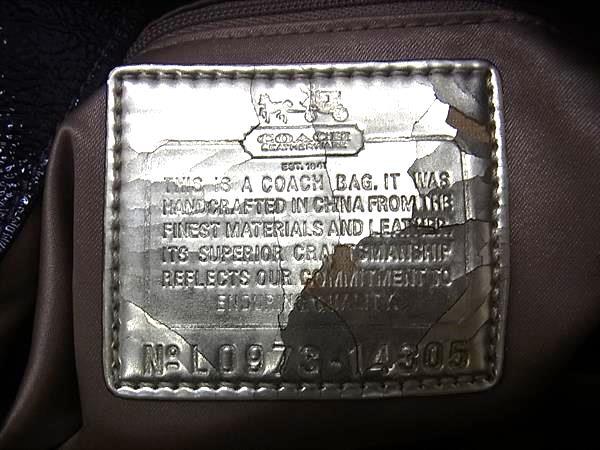 COACH
LEATHERWARE
EST. 1941
THIS IS A COACH BAG. IT WAS
HANDCRAFTED IN CHINA FROM THE
FINEST MATERIALS AND LEATHER.
ITS SUPERIOR CRAFTSMANSHIP
REFLECTS OUR COMMITMENT TO
ENDURING QUALITY.
No L0973-14305